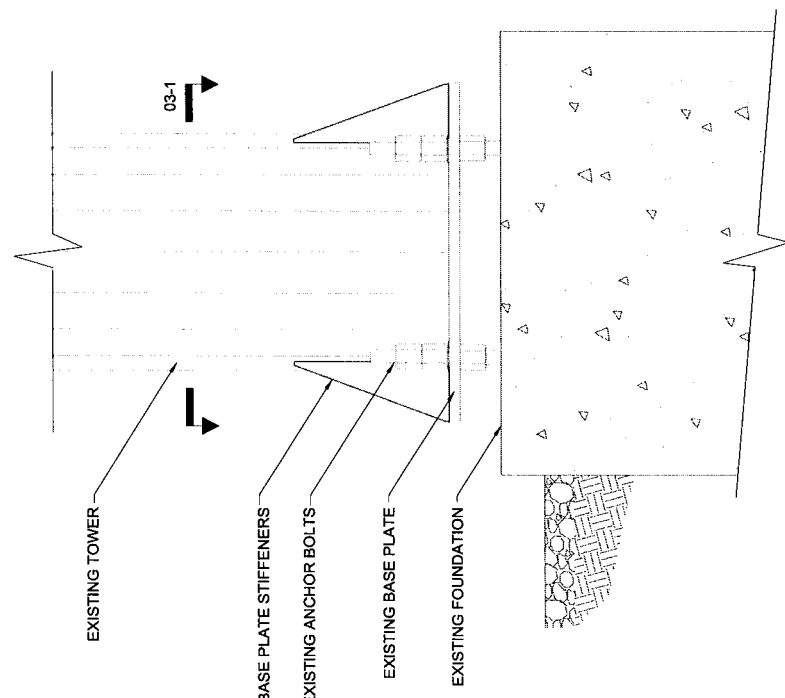 03-1
EXISTING TOWER
BASE PLATE STIFFENERS
EXISTING ANCHOR BOLTS
EXISTING BASE PLATE
EXISTING FOUNDATION